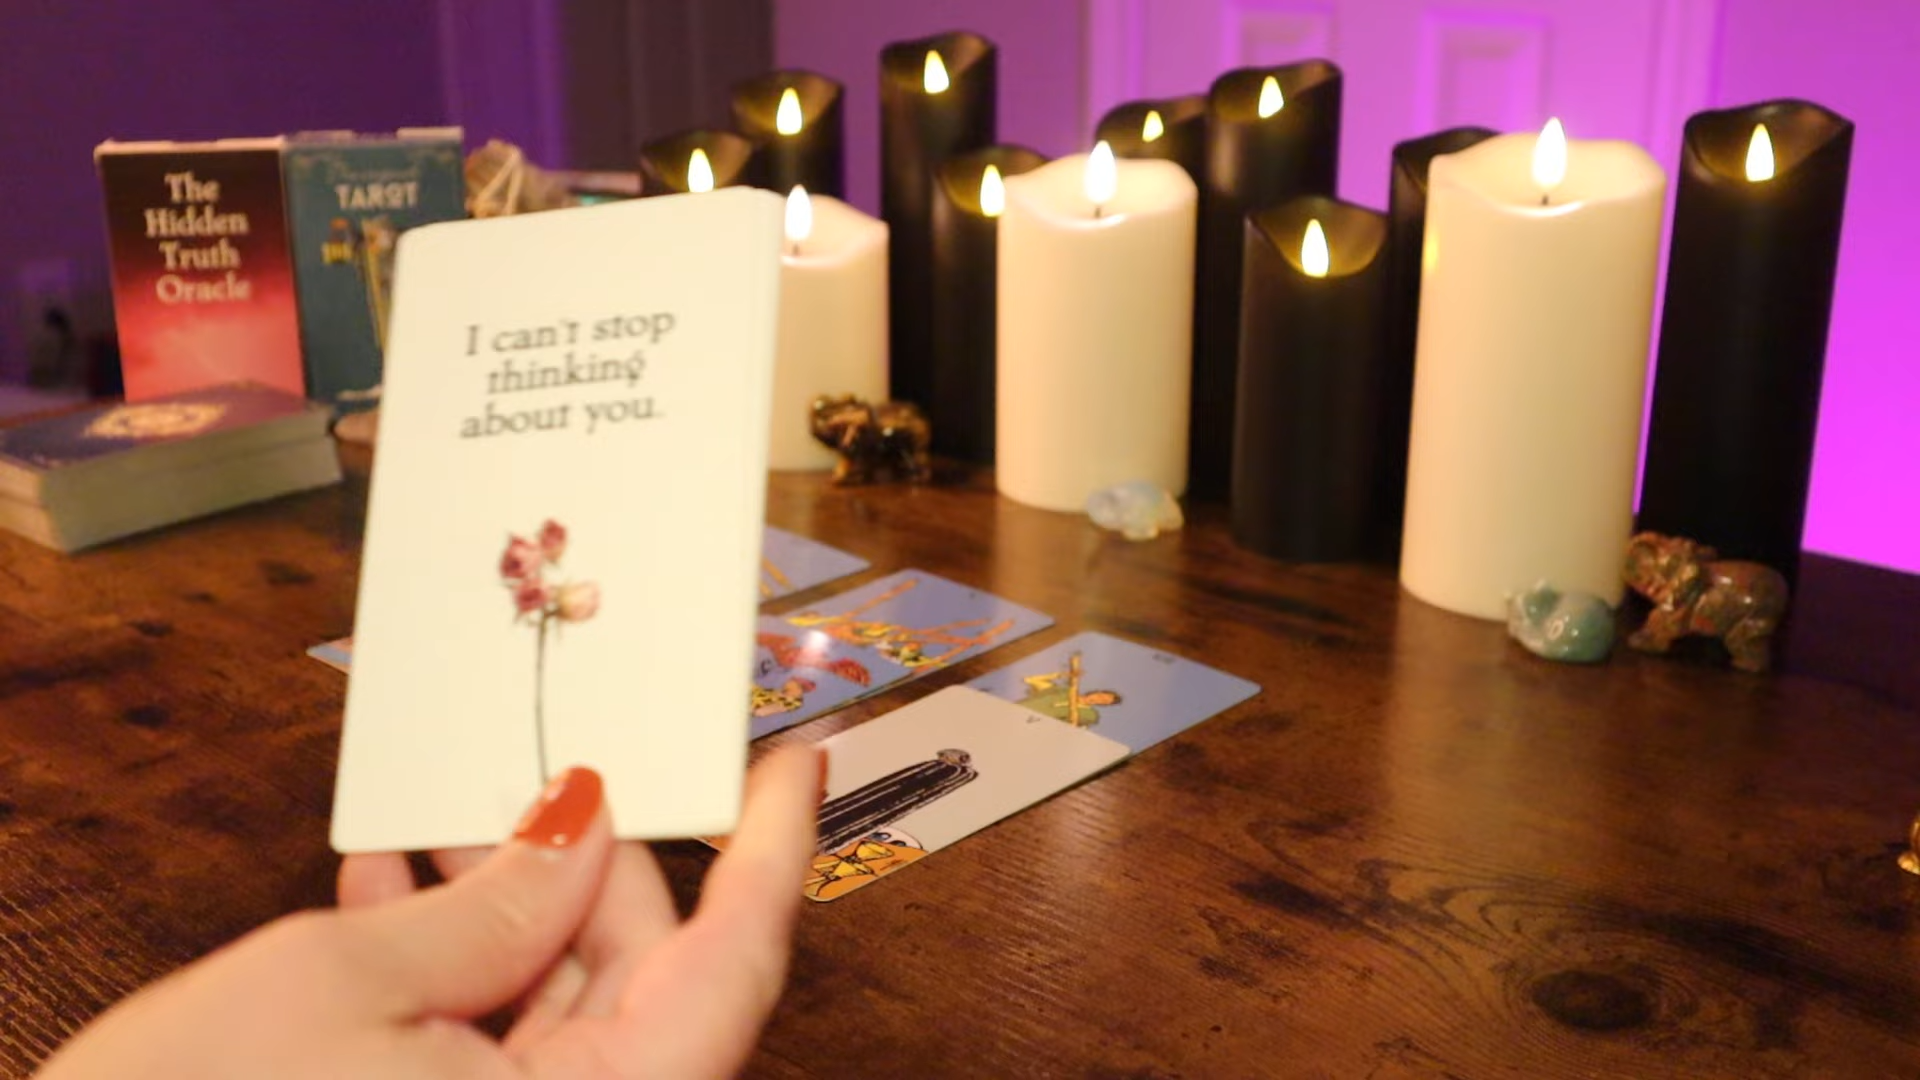 The
Hidden
Truth
Oracle
TAROT
I can't stop
thinking
about you.